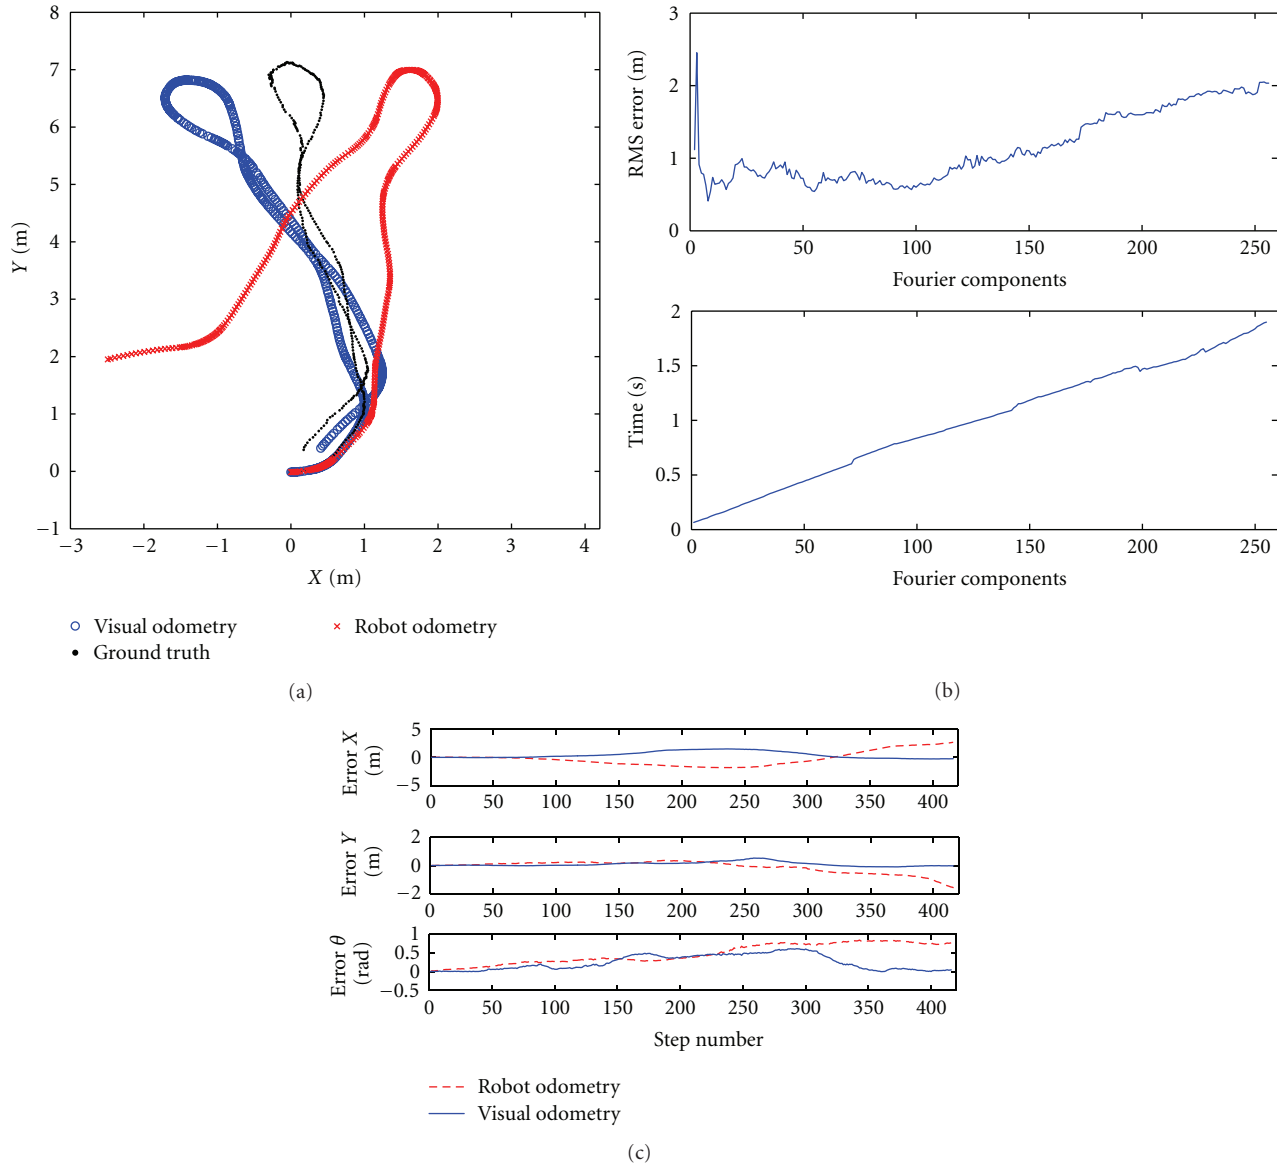 8
7
6
5
4
3
2
1
0
−1
Y (m)
−3 −2 −1 0 1 2 3 4
X (m)
Visual odometry
Robot odometry
Ground truth
(a)
3
2
1
0
RMS error (m)
0 50 100 150 200 250
Fourier components
2
1.5
1
0.5
0
Time (s)
0 50 100 150 200 250
Fourier components
(b)
5
0
−5
Error X
(m)
0 50 100 150 200 250 300 350 400
2
0
−2
Error Y
(m)
0 50 100 150 200 250 300 350 400
1
0.5
0
−0.5
Error θ
(rad)
0 50 100 150 200 250 300 350 400
Step number
Robot odometry
Visual odometry
(c)